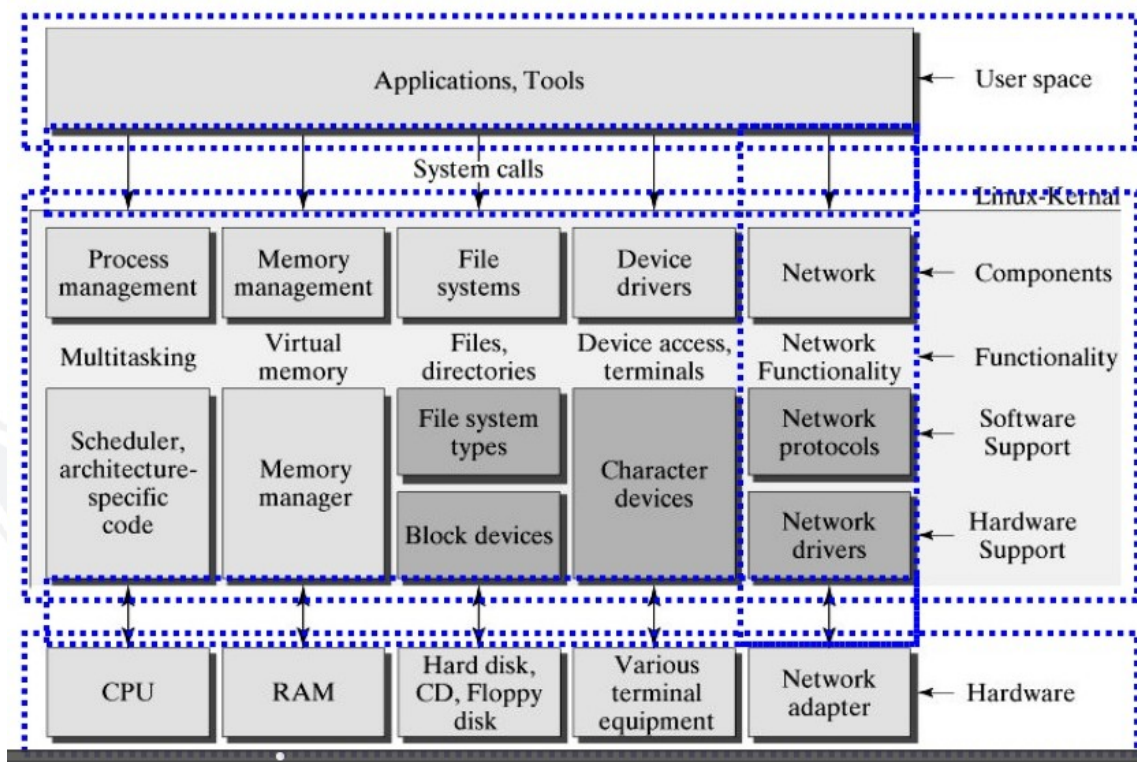 Applications, Tools
User space
System calls
Linux-Kernel
Process
management
Memory
management
File
systems
Device
drivers
Network
Components
Multitasking
Virtual
memory
Files,
directories
Device access,
terminals
Network
Functionality
Functionality
Scheduler,
architecture-
specific
code
Memory
manager
File system
types
Block devices
Character
devices
Network
protocols
Network
drivers
Software
Support
Hardware
Support
CPU
RAM
Hard disk,
CD, Floppy
disk
Various
terminal
equipment
Network
adapter
Hardware